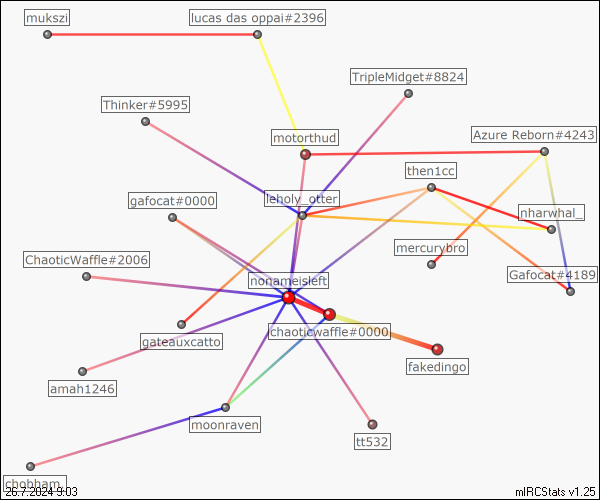 mukszi
lucas das oppai#2396
TripleMidget#8824
Thinker#5995
motorthud
Azure Reborn#4243
then1cc
gafocat#0000
leholy_otter
nharwhal_
mercurybro
ChaoticWaffle#2006
Gafocat#4189
nonameisleft
chaoticwaffle#0000
gateauxcatto
fakedingo
amah1246
moonraven
tt532
chobham_
26.7.2024 9:03
mIRCStats v1.25